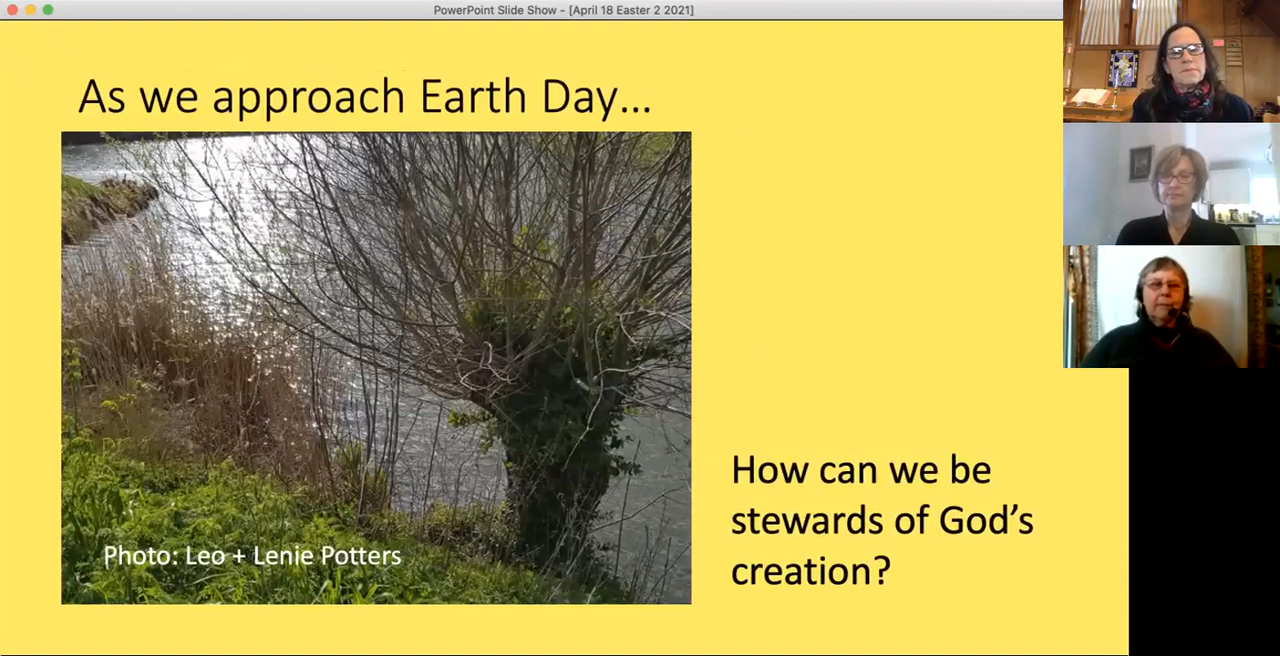 PowerPoint Slide Show - [April 18 Easter 2 2021]
As we approach Earth Day...
Photo: Leo + Lenie Potters
How can we be
stewards of God’s
creation?